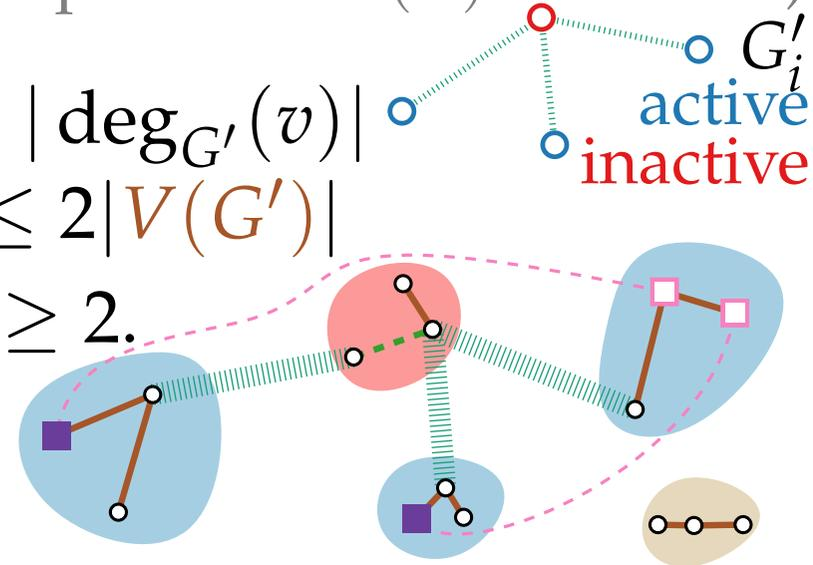 G'_i
| deg_{G'}(v)|
active
inactive
≤ 2|V(G')|
≥ 2.